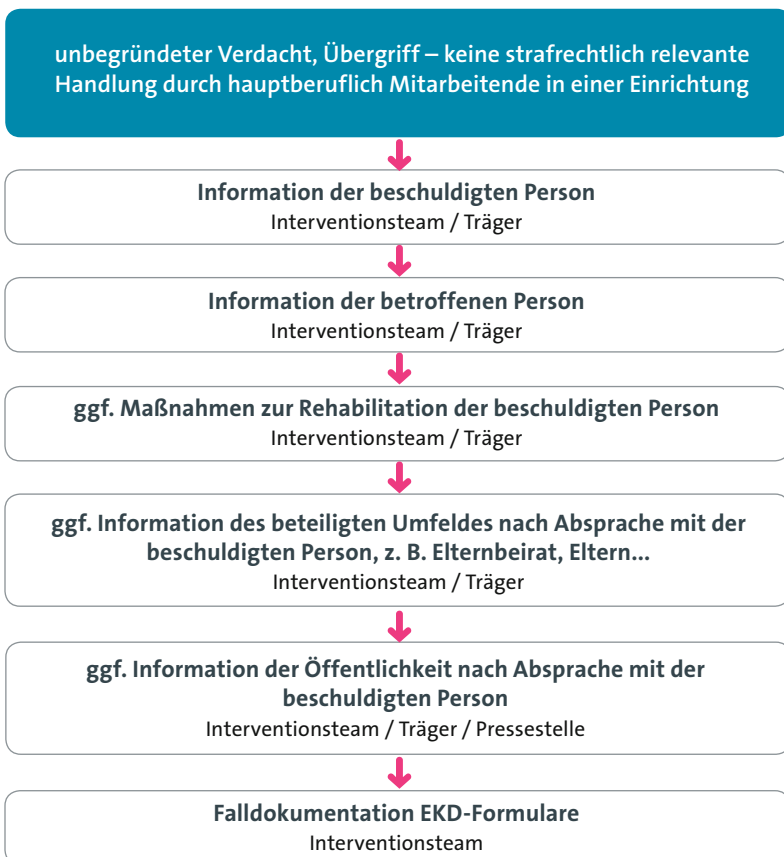 unbegründeter Verdacht, Übergriff – keine strafrechtlich relevante
Handlung durch hauptberuflich Mitarbeitende in einer Einrichtung
Information der beschuldigten Person
Interventionsteam / Träger
Information der betroffenen Person
Interventionsteam / Träger
ggf. Maßnahmen zur Rehabilitation der beschuldigten Person
Interventionsteam / Träger
ggf. Information des beteiligten Umfeldes nach Absprache mit der
beschuldigten Person, z. B. Elternbeirat, Eltern...
Interventionsteam / Träger
ggf. Information der Öffentlichkeit nach Absprache mit der
beschuldigten Person
Interventionsteam / Träger / Pressestelle
Falldokumentation EKD-Formulare
Interventionsteam